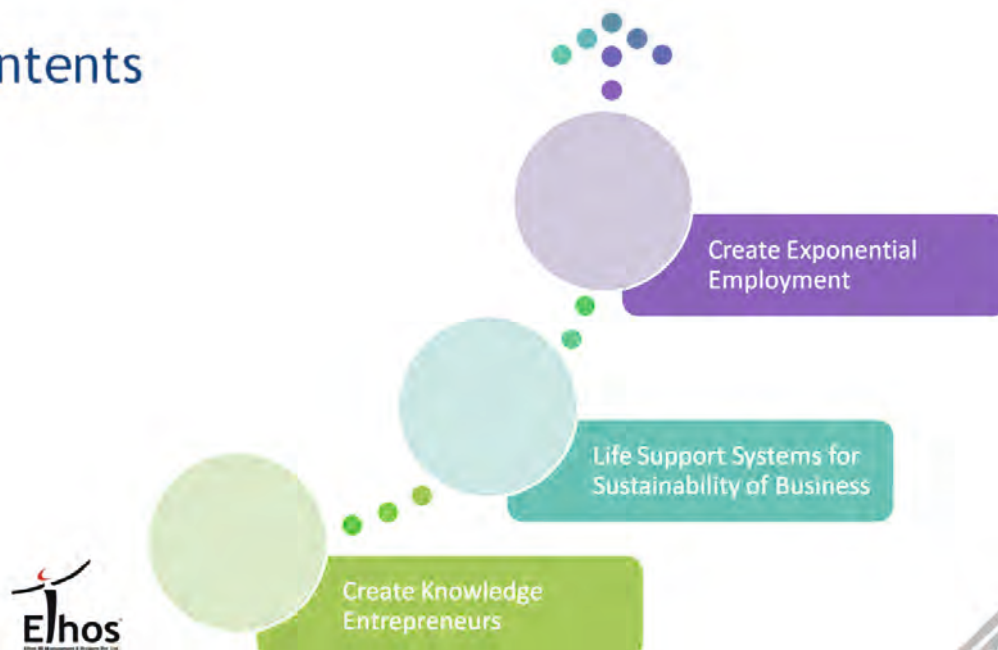 ntents
Create Exponential
Employment
Life Support Systems for
Sustainability of Business
Create Knowledge
Entrepreneurs
Ethos